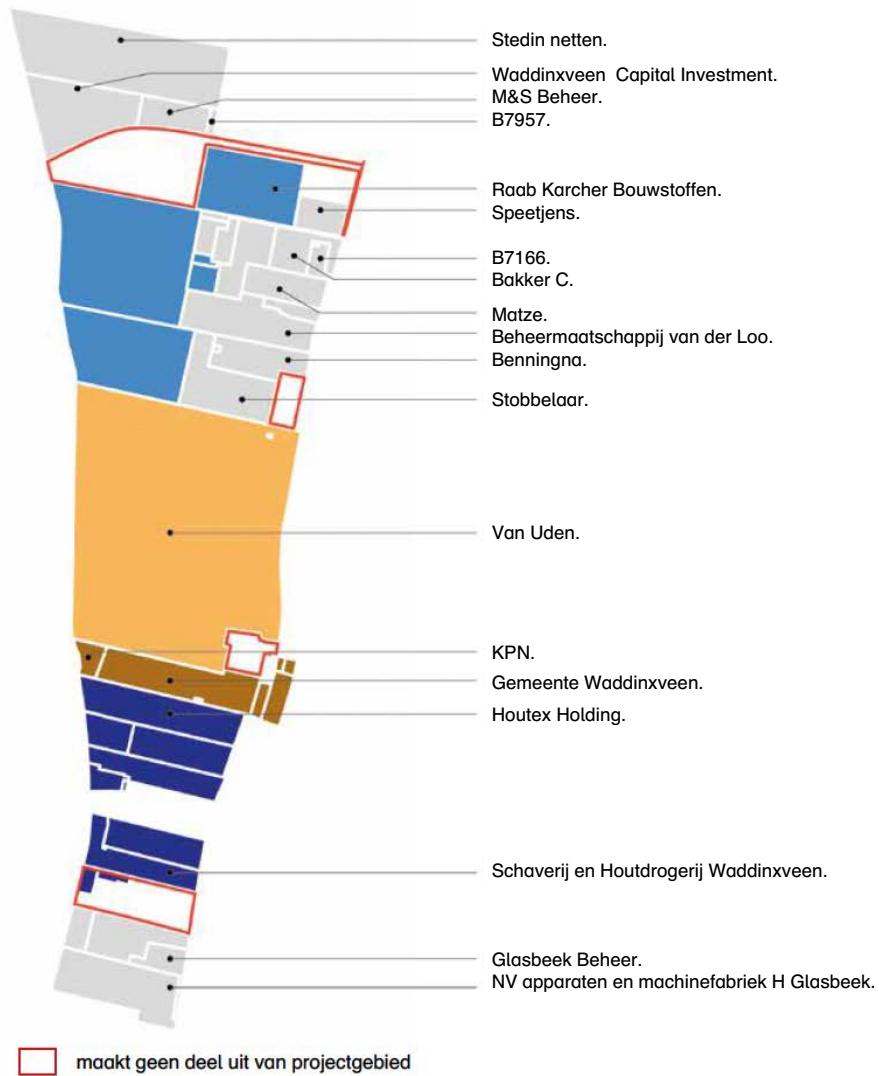 Stedin netten.
Waddinxveen Capital Investment.
M&S Beheer.
B7957.
Raab Karcher Bouwstoffen.
Speetjens.
B7166.
Bakker C.
Matze.
Beheermaatschappij van der Loo.
Benningna.
Stobbelaar.
Van Uden.
KPN.
Gemeente Waddinxveen.
Houtex Holding.
Schaverij en Houtdrogerij Waddinxveen.
Glasbeek Beheer.
NV apparaten en machinefabriek H Glasbeek.
maakt geen deel uit van projectgebied